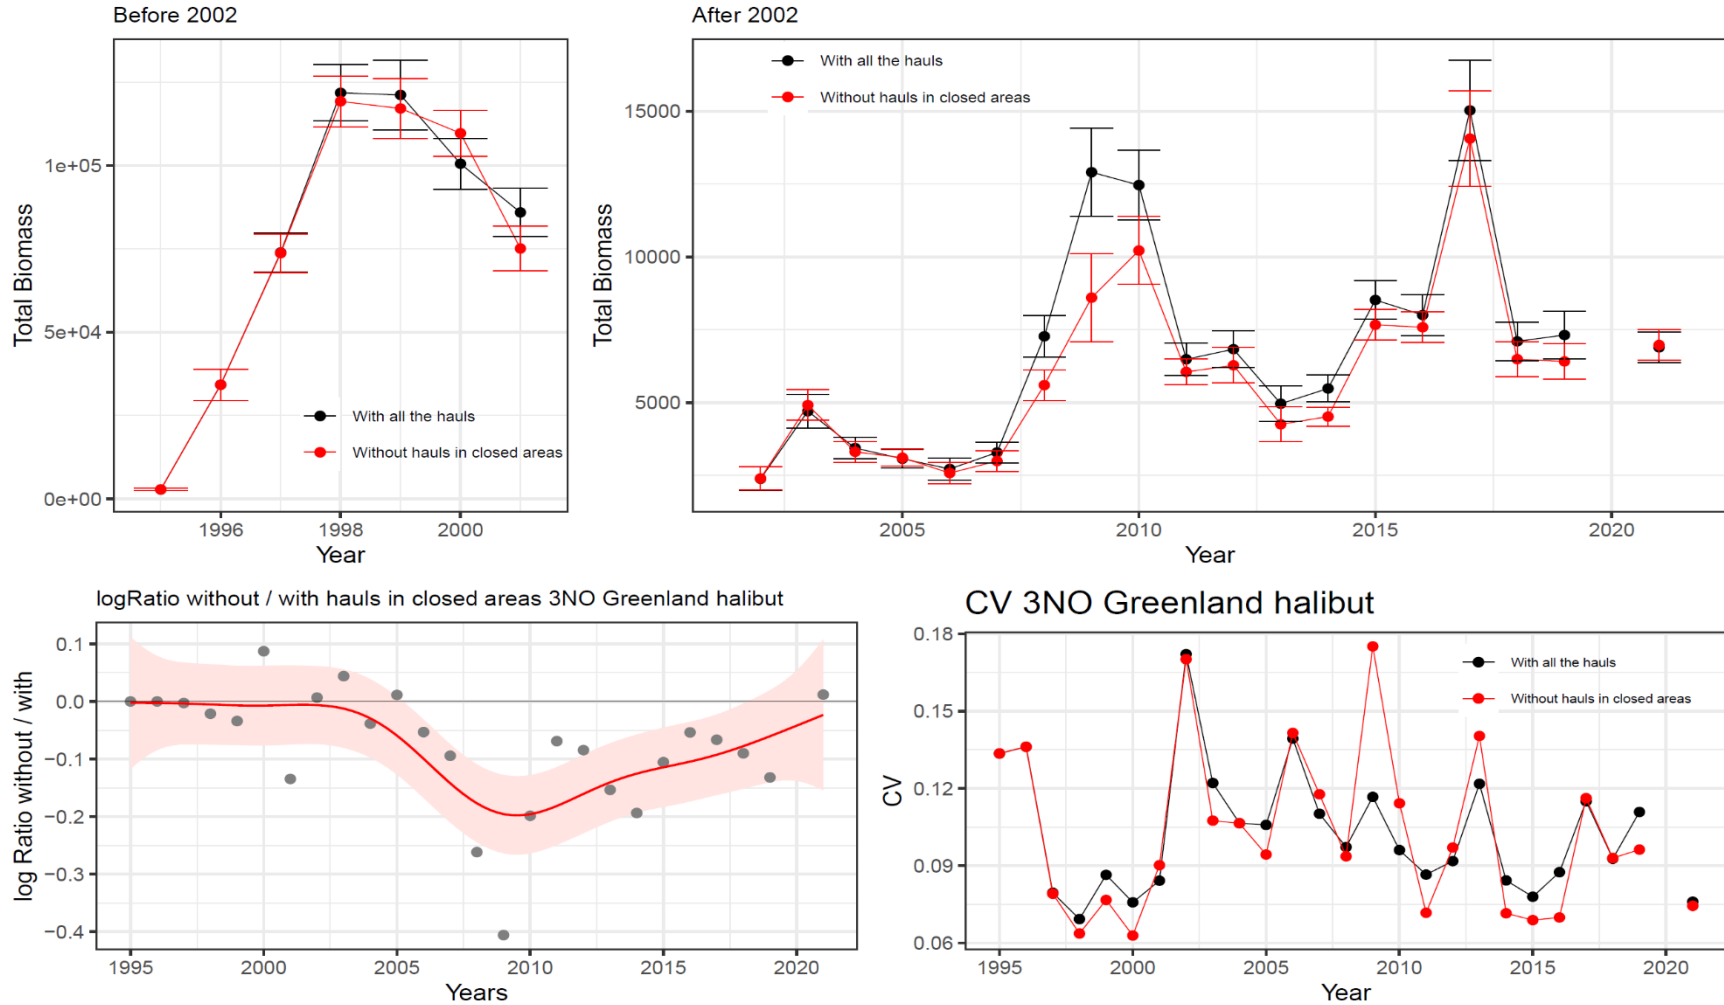 Before 2002
Total Biomass
1e+05
5e+04
0e+00
With all the hauls
Without hauls in closed areas
1996
1998
2000
Year
After 2002
Total Biomass
15000
10000
5000
With all the hauls
Without hauls in closed areas
2005
2010
2015
2020
Year
logRatio without / with hauls in closed areas 3NO Greenland halibut
log Ratio without / with
0.1
0.0
−0.1
−0.2
−0.3
−0.4
1995
2000
2005
2010
2015
2020
Years
CV 3NO Greenland halibut
CV
0.18
0.15
0.12
0.09
0.06
With all the hauls
Without hauls in closed areas
1995
2000
2005
2010
2015
2020
Year